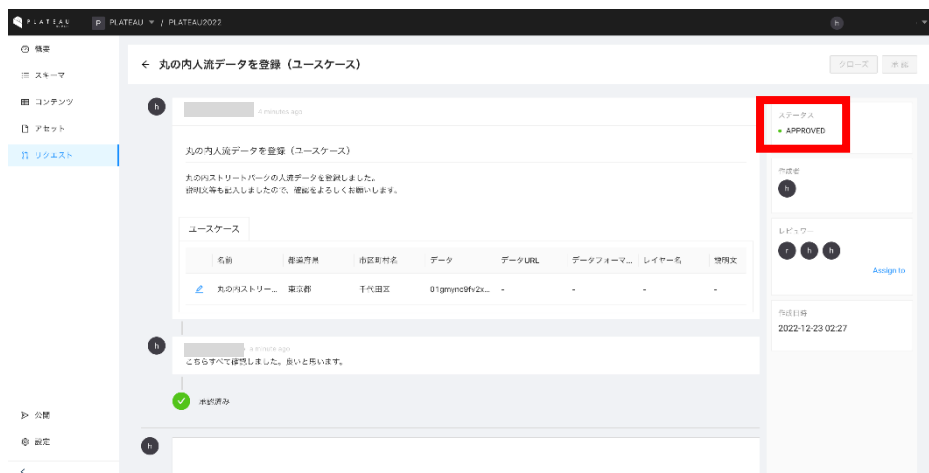 PLATEAU
P PLATEAU / PLATEAU2022
h
概要
スキーマ
コンテンツ
アセット
リクエスト
公開
設定
← 丸の内人流データを登録（ユースケース）
クローズ
承認
h
4 minutes ago
丸の内人流データを登録（ユースケース）
丸の内ストリートパークの人流データを登録しました。
説明文等も記入しましたので、確認をよろしくお願いします。
ユースケース
名前 都道府県 市区町村名 データ データURL データフォーマ... レイヤー名 説明文
丸の内ストリー... 東京都 千代田区 01gmync9fv2x... - - - -
h
a minute ago
こちらすべて確認しました。良いと思います。
承認済み
h
ステータス
APPROVED
作成者
h
レビュワー
r h h
Assign to
作成日時
2022-12-23 02:27